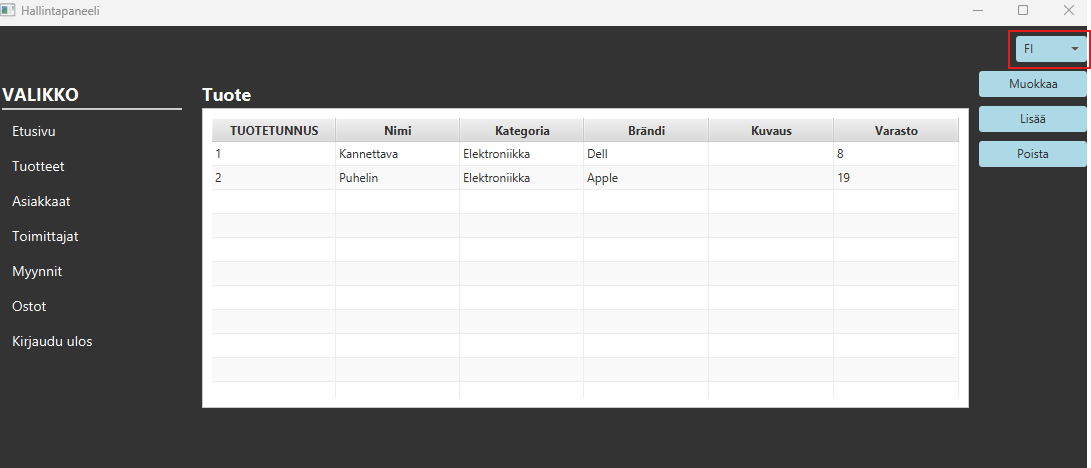 Hallintapaneeli
FI
Muokkaa
Lisää
Poista
VALIKKO
Etusivu
Tuotteet
Asiakkaat
Toimittajat
Myynnit
Ostot
Kirjaudu ulos
Tuote
TUOTETUNNUS Nimi Kategoria Brändi Kuvaus Varasto
1 Kannettava Elektroniikka Dell 8
2 Puhelin Elektroniikka Apple 19